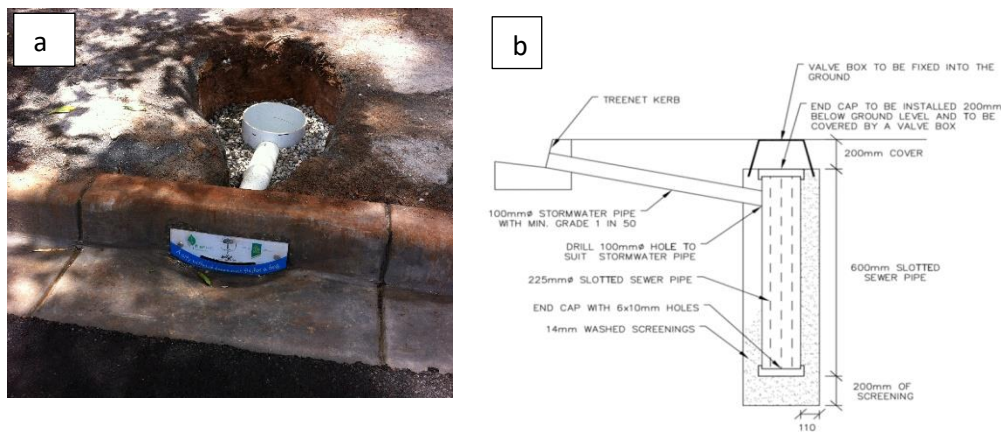 a
b
VALVE BOX TO BE FIXED INTO THE
GROUND
TREENET KERB
END CAP TO BE INSTALLED 200mm
BELOW GROUND LEVEL AND TO BE
COVERED BY A VALVE BOX
200mm COVER
100mmø STORMWATER PIPE
WITH MIN. GRADE 1 IN 50
DRILL 100mmø HOLE TO
SUIT STORMWATER PIPE
600mm SLOTTED
SEWER PIPE
225mmø SLOTTED SEWER PIPE
END CAP WITH 6x10mm HOLES
14mm WASHED SCREENINGS
200mm OF
SCREENING
110